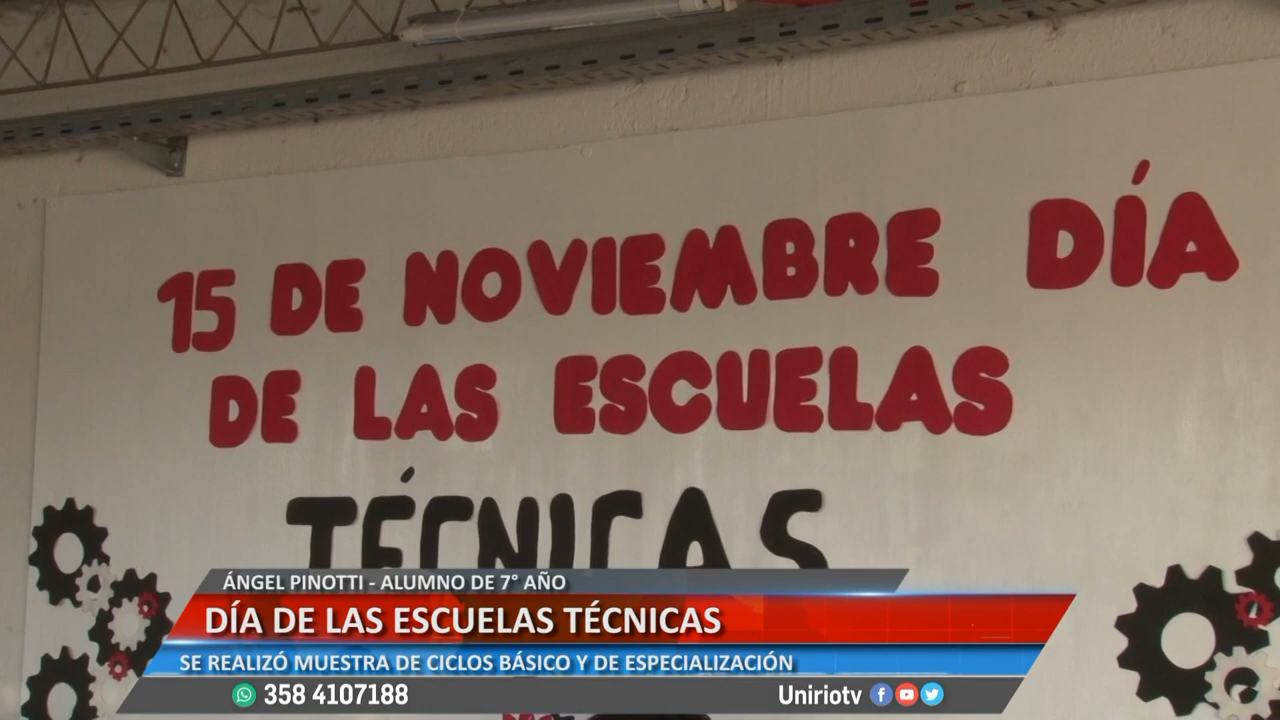 15 DE NOVIEMBRE DÍA
DE LAS ESCUELAS
TÉCNICAS
ÁNGEL PINOTTI - ALUMNO DE 7° AÑO
DÍA DE LAS ESCUELAS TÉCNICAS
SE REALIZÓ MUESTRA DE CICLOS BÁSICO Y DE ESPECIALIZACIÓN
358 4107188 Uniriotv